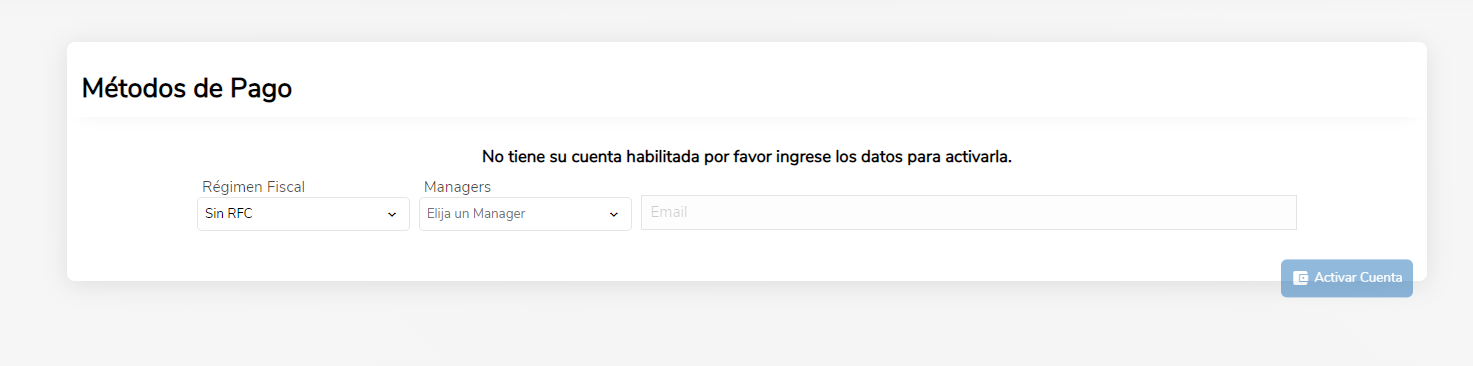 Métodos de Pago
No tiene su cuenta habilitada por favor ingrese los datos para activarla.
Régimen Fiscal
Managers
Sin RFC
Elija un Manager
Email
Activar Cuenta